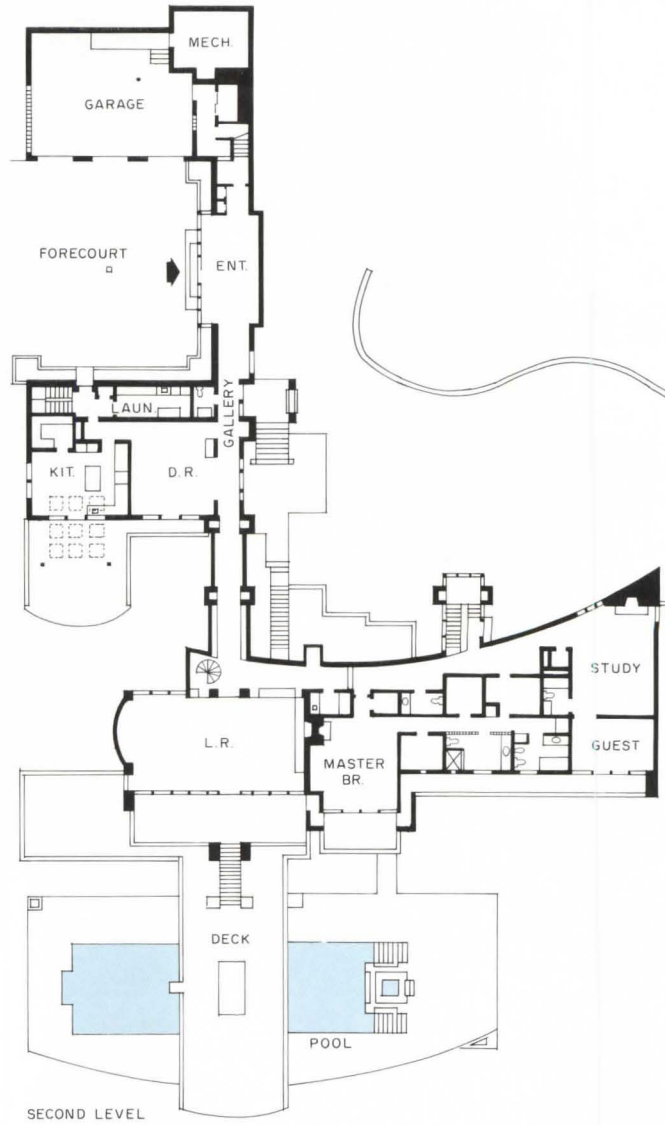 MECH.
GARAGE
FORECOURT
ENT.
GALLERY
LAUN.
KIT.
D.R.
STUDY
L.R.
MASTER
BR.
GUEST
DECK
POOL
SECOND LEVEL